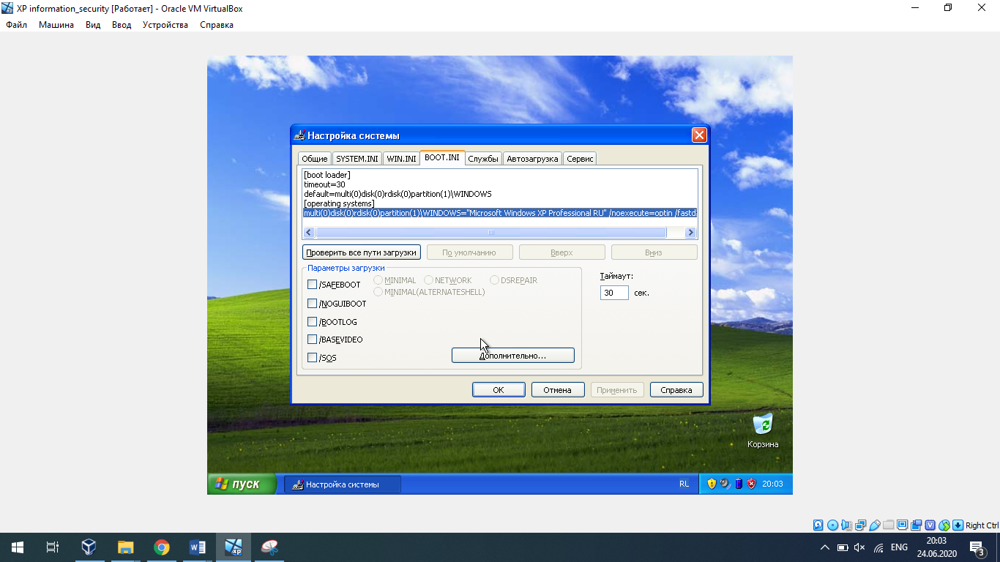 XP information_security [Работает] - Oracle VM VirtualBox
Файл Машина Вид Ввод Устройства Справка
Настройка системы
Общие SYSTEM.INI WIN.INI BOOT.INI Службы Автозагрузка Сервис
[boot loader]
timeout=30
default=multi(0)disk(0)rdisk(0)partition(1)\WINDOWS
[operating systems]
multi(0)disk(0)rdisk(0)partition(1)\WINDOWS="Microsoft Windows XP Professional RU" /noexecute=optin /fastd
Проверить все пути загрузки По умолчанию Вверх Вниз
Параметры загрузки
/SAFEBOOT MINIMAL NETWORK DSREPAIR
MINIMAL(ALTERNATESHELL)
/NOGUIBOOT
/BOOTLOG
/BASEVIDEO
/SOS
Дополнительно...
Таймаут:
30 сек.
ОК Отмена Применить Справка
Корзина
пуск Настройка системы RL 20:03
Right Ctrl
xp ENG 20:03
24.06.2020
3